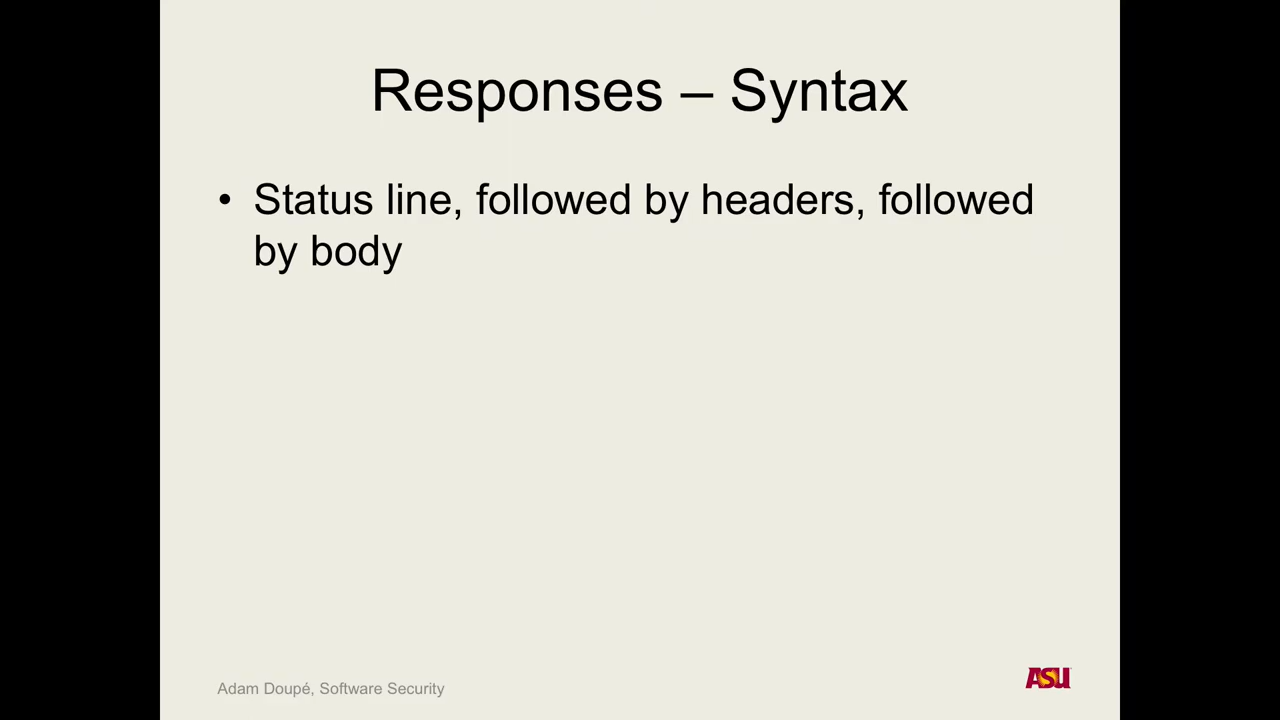 Responses – Syntax
• Status line, followed by headers, followed
by body
Adam Doupé, Software Security
ASU